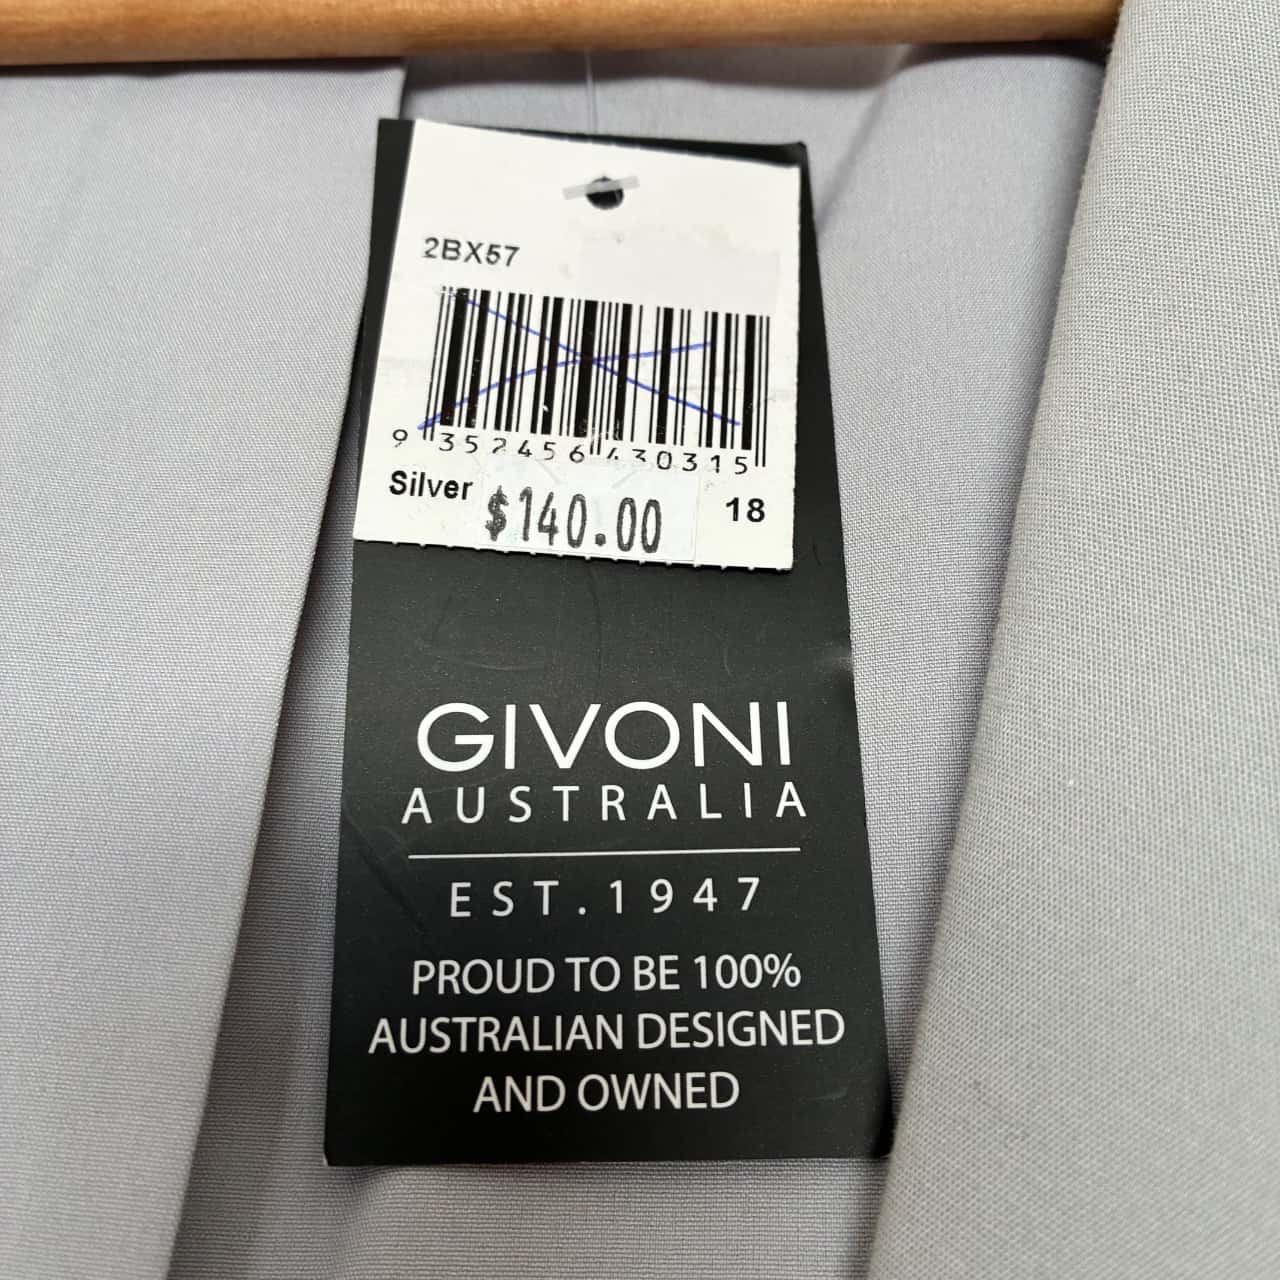 2BX57
9 352456 430315
Silver $140.00 18
GIVONI
AUSTRALIA
EST.1947
PROUD TO BE 100%
AUSTRALIAN DESIGNED
AND OWNED